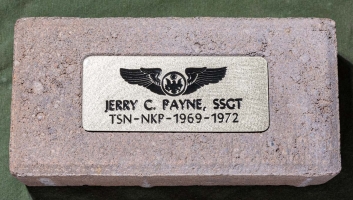 JERRY C. PAYNE, SSGT
TSN-NKP-1969-1972